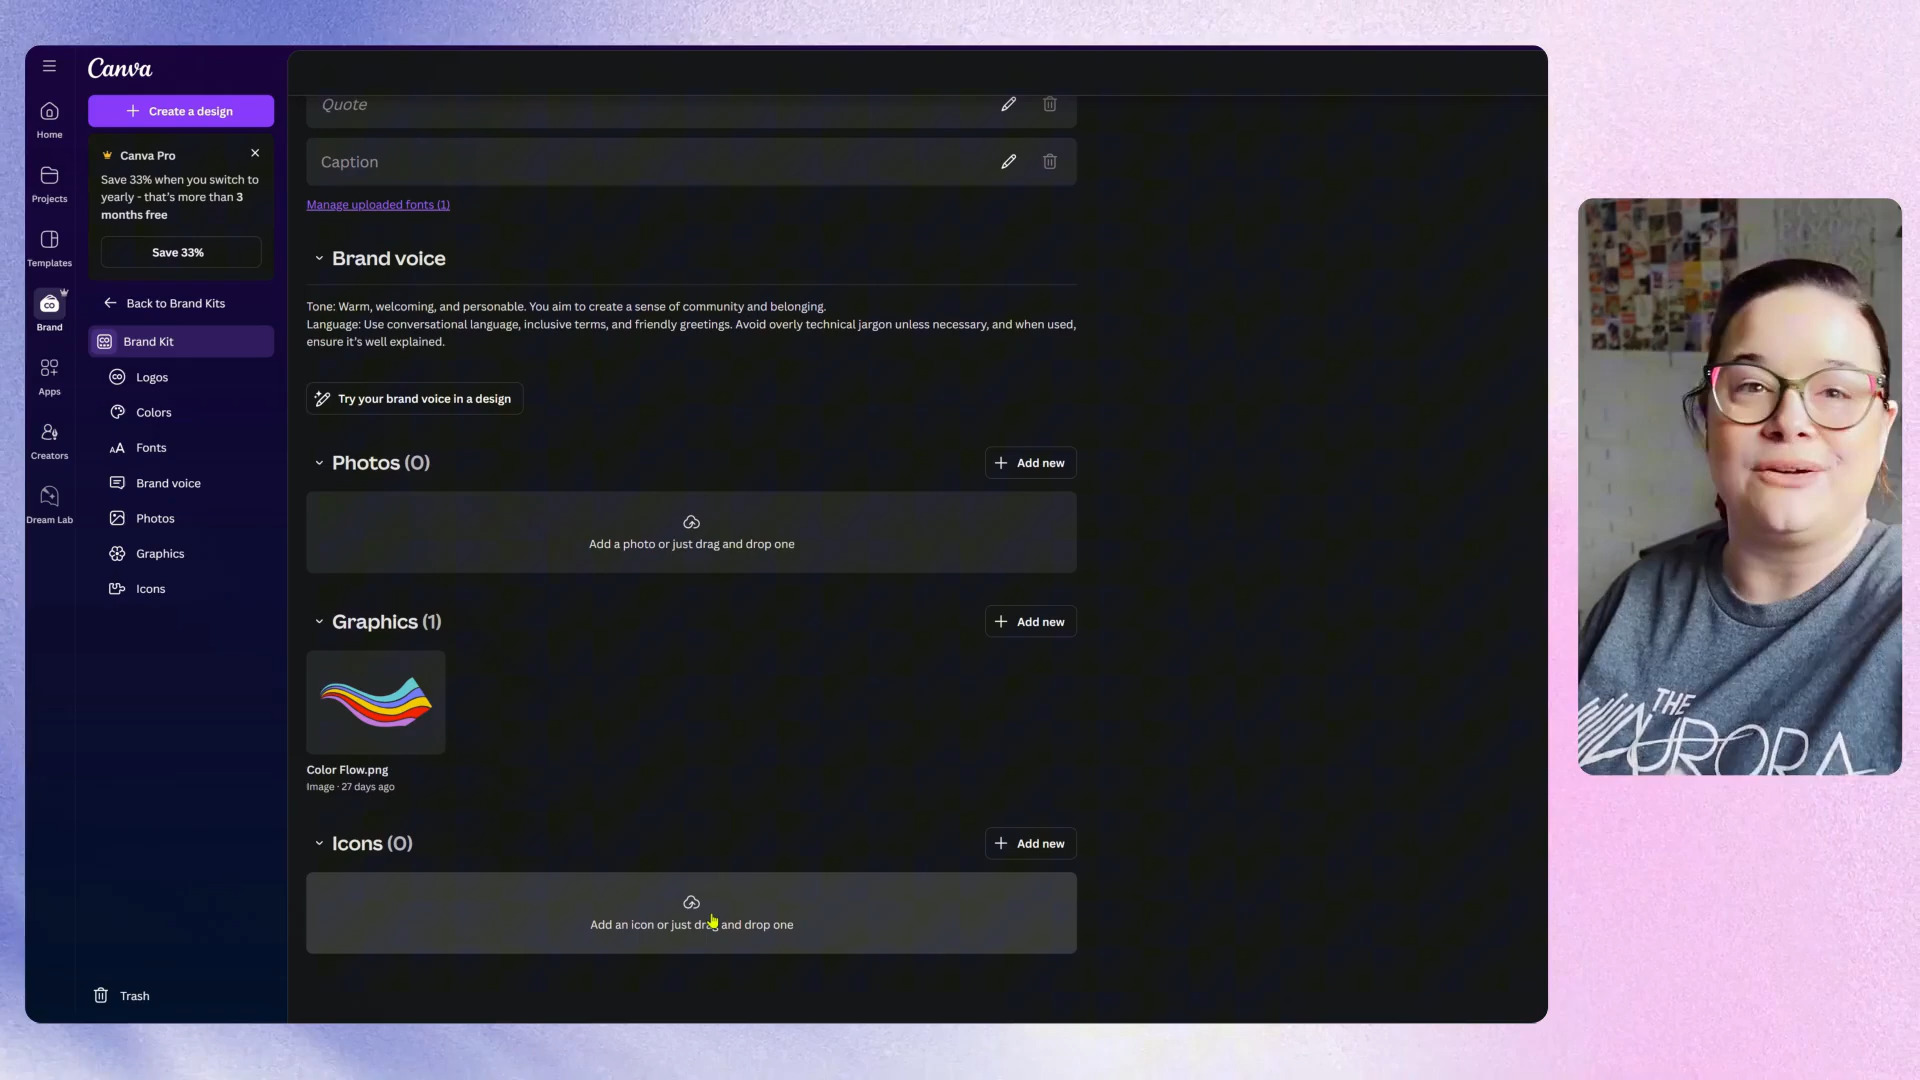 Canva
Create a design
Home
Canva Pro
Save 33% when you switch to
yearly - that's more than 3
months free
Save 33%
Projects
Templates
Brand
Apps
Creators
Dream Lab
Back to Brand Kits
Brand Kit
Logos
Colors
Fonts
Brand voice
Photos
Graphics
Icons
Trash
Quote
Caption
Manage uploaded fonts (1)
Brand voice
Tone: Warm, welcoming, and personable. You aim to create a sense of community and belonging.
Language: Use conversational language, inclusive terms, and friendly greetings. Avoid overly technical jargon unless necessary, and when used,
ensure it's well explained.
Try your brand voice in a design
Photos (0)
Add new
Add a photo or just drag and drop one
Graphics (1)
Add new
Color Flow.png
Image · 27 days ago
Icons (0)
Add new
Add an icon or just drag and drop one
THE
AURORA